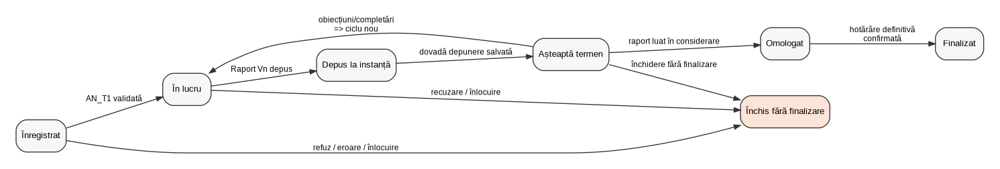 obiecțiuni/completări
=> ciclu nou
hotărâre definitivă
confirmată
raport luat în considerare
Omologat
Finalizat
dovadă depunere salvată
Așteaptă termen
închidere fără finalizare
Raport Vn depus
Depus la instanță
În lucru
recuzare / înlocuire
AN_T1 validată
Închis fără finalizare
Înregistrat
refuz / eroare / înlocuire